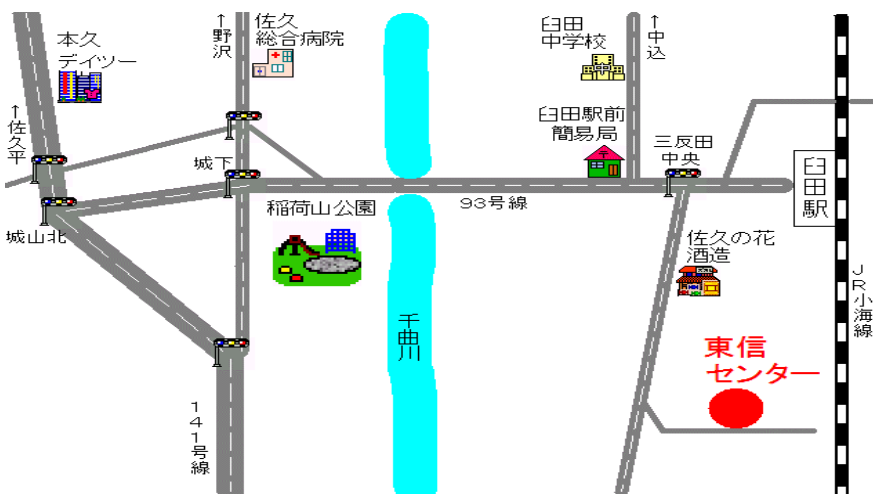 本久
デイツー
↑佐久平
↑野沢
佐久
総合病院
臼田
中学校
↑中込
臼田駅前
簡易局
三反田
中央
臼田駅
城下
93号線
稲荷山公園
城山北
佐久の花
酒造
千曲川
JR小海線
東信
センター
141号線